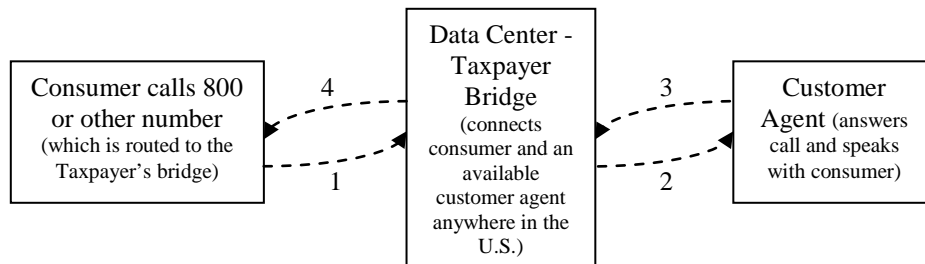 Consumer calls 800
or other number
(which is routed to the
Taxpayer's bridge)
4
1
Data Center -
Taxpayer
Bridge
(connects
consumer and an
available
customer agent
anywhere in the
U.S.)
3
2
Customer
Agent (answers
call and speaks
with consumer)